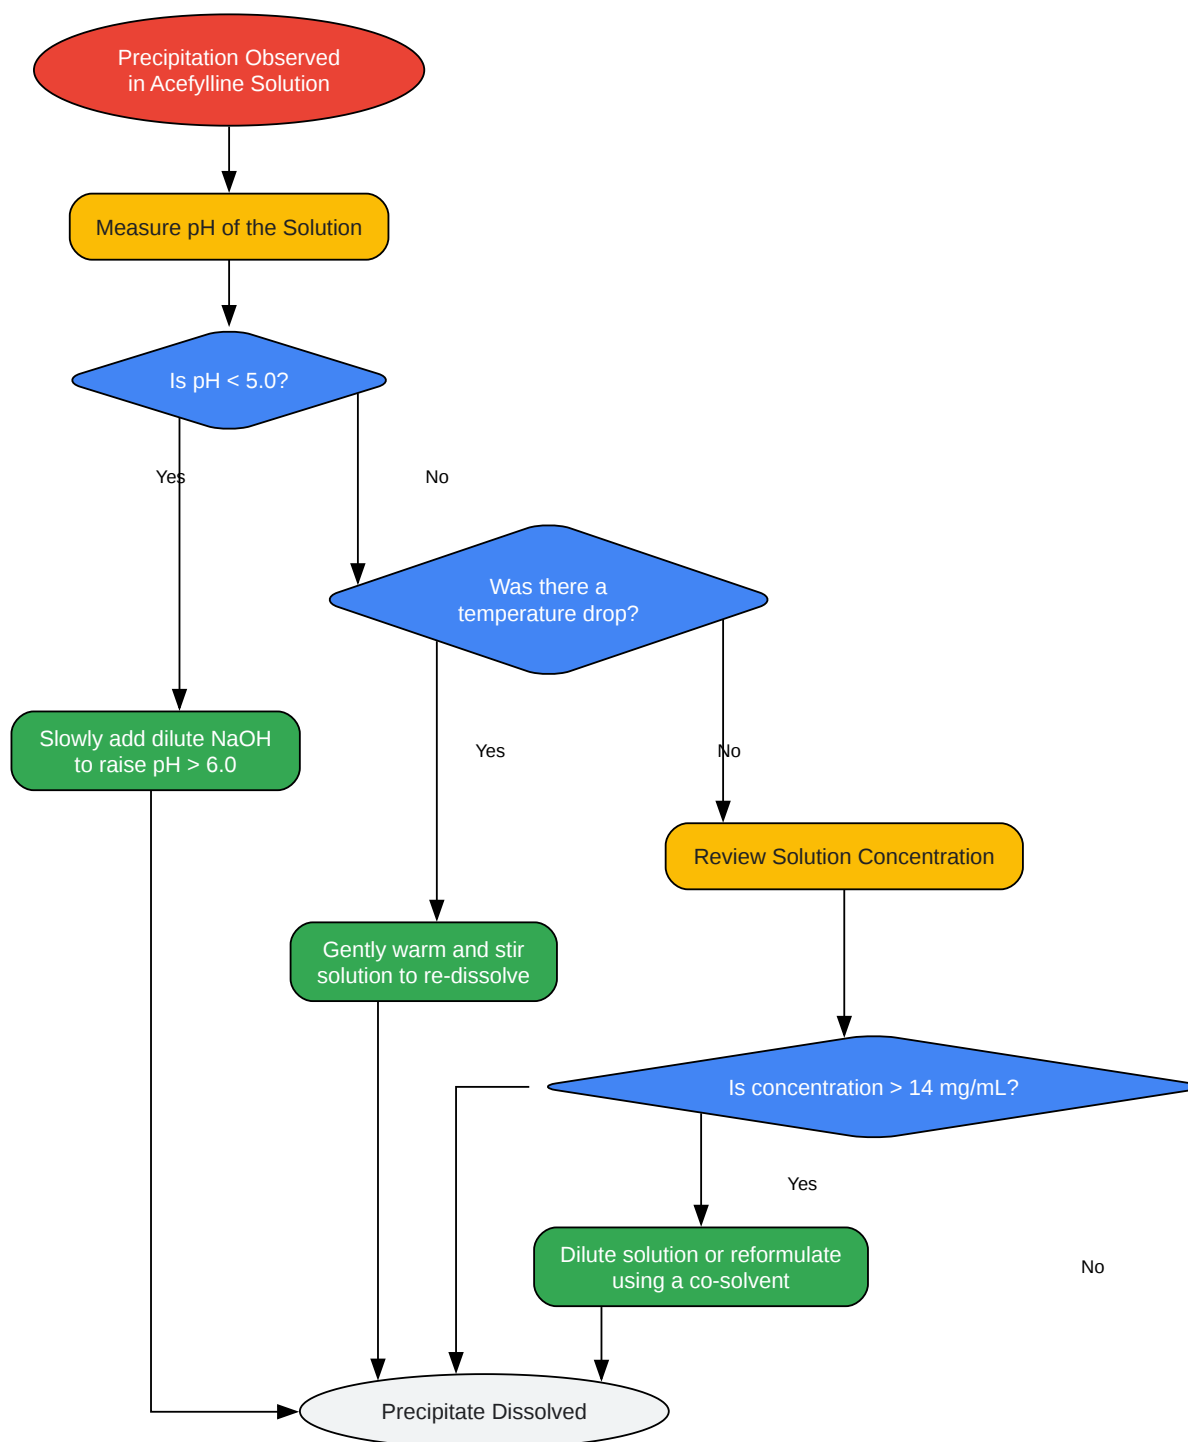 Precipitation Observed
in Acefylline Solution
Measure pH of the Solution
Is pH < 5.0?
Yes
No
Was there a
temperature drop?
Slowly add dilute NaOH
to raise pH > 6.0
Yes
No
Review Solution Concentration
Gently warm and stir
solution to re-dissolve
Is concentration > 14 mg/mL?
Yes
Dilute solution or reformulate
using a co-solvent
No
Precipitate Dissolved